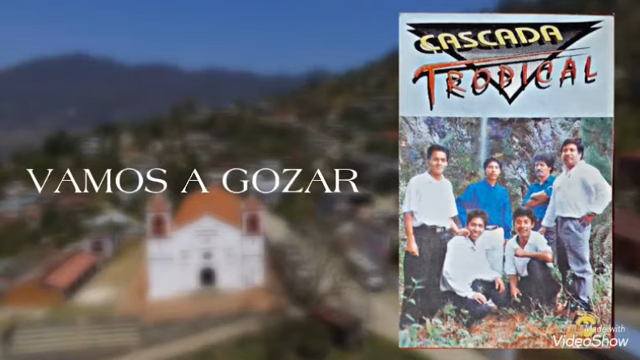 CASCADA
TROPICAL
VAMOS A GOZAR
Made with
VideoShow